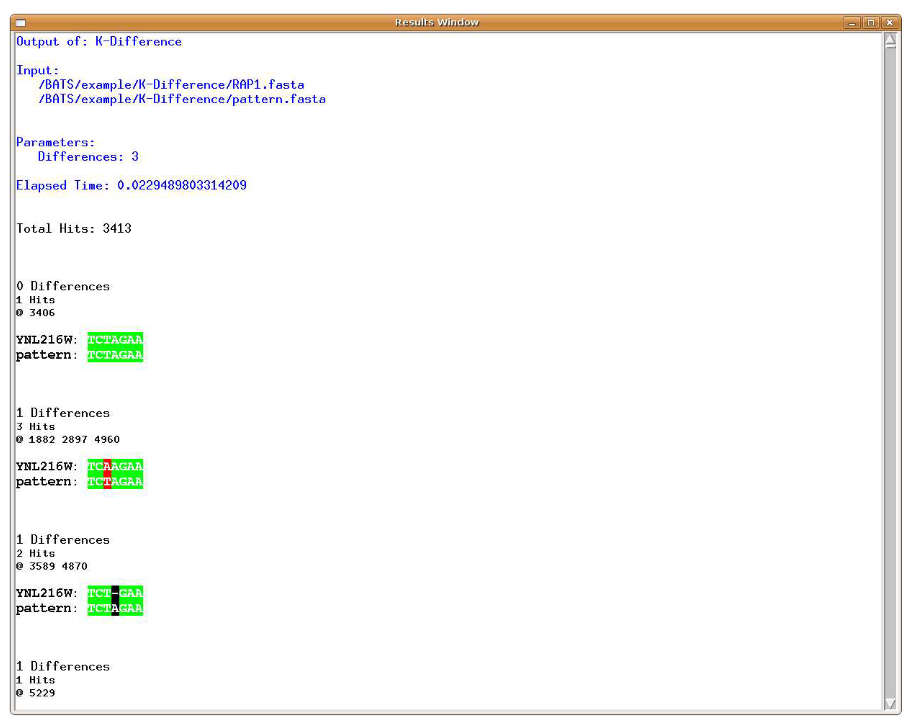 Results Window
Output of: K-Difference
Input:
/BATS/example/K-Difference/RAP1.fasta
/BATS/example/K-Difference/pattern.fasta
Parameters:
Differences: 3
Elapsed Time: 0.0229489803314209
Total Hits: 3413
0 Differences
1 Hits
@ 3406
YNL216W: TCTAGAA
pattern: TCTAGAA
1 Differences
3 Hits
@ 1882 2897 4960
YNL216W: TCAAGAA
pattern: TCTAGAA
1 Differences
2 Hits
@ 3589 4870
YNL216W: TCT-GAA
pattern: TCTAGAA
1 Differences
1 Hits
@ 5229